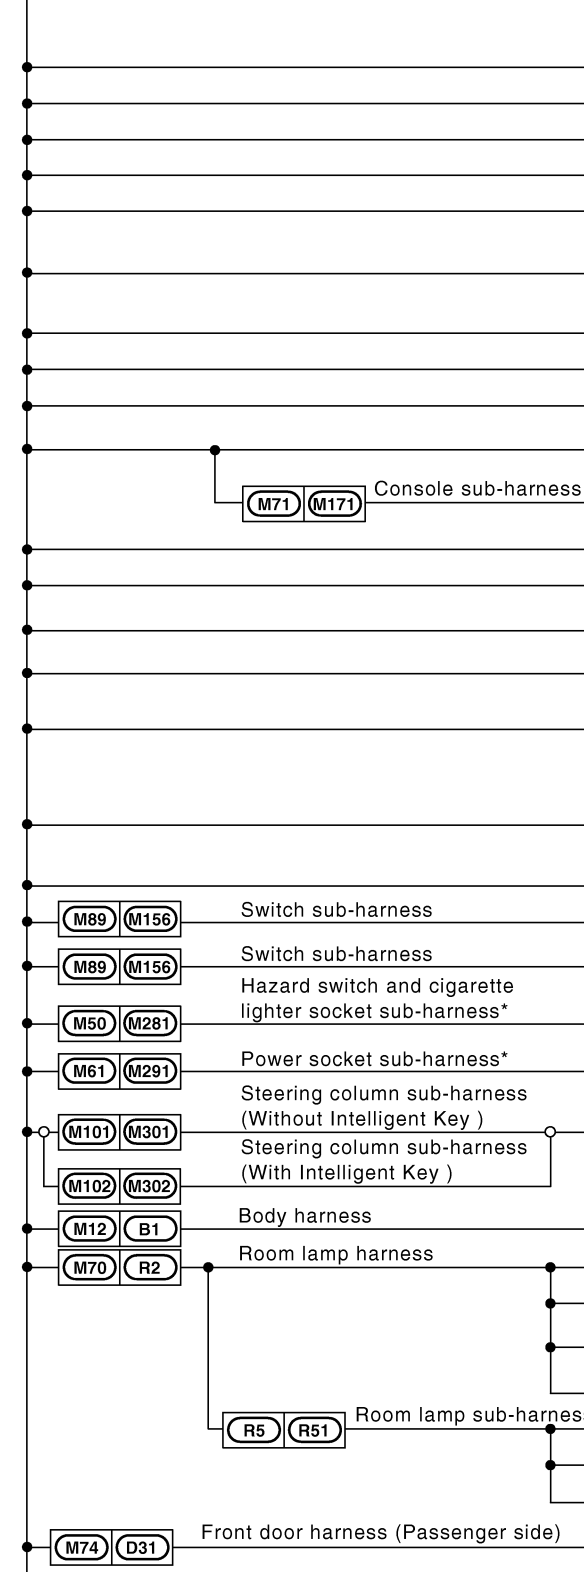 Console sub-harness
M71 M171
Switch sub-harness
M89 M156
Switch sub-harness
M89 M156
Hazard switch and cigarette
lighter socket sub-harness*
M50 M281
Power socket sub-harness*
M61 M291
Steering column sub-harness
(Without Intelligent Key )
M101 M301
Steering column sub-harness
(With Intelligent Key )
M102 M302
Body harness
M12 B1
Room lamp harness
M70 R2
Room lamp sub-harnes
R5 R51
Front door harness (Passenger side)
M74 D31